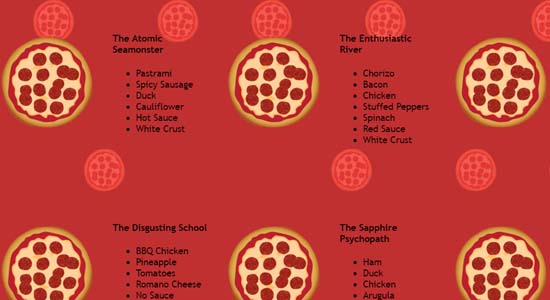 The Atomic
Seamonster
Pastrami
Spicy Sausage
Duck
Cauliflower
Hot Sauce
White Crust
The Enthusiastic
River
Chorizo
Bacon
Chicken
Stuffed Peppers
Spinach
Red Sauce
White Crust
The Disgusting School
BBQ Chicken
Pineapple
Tomatoes
Romano Cheese
No Sauce
The Sapphire
Psychopath
Ham
Duck
Chicken
Arugula